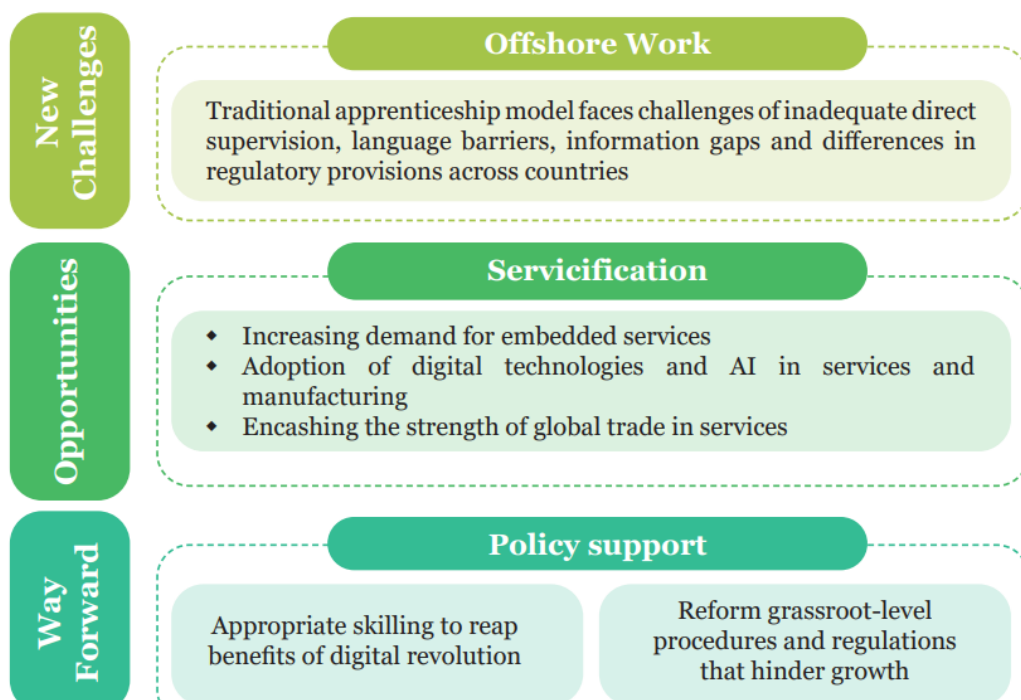 New
Challenges
Offshore Work
Traditional apprenticeship model faces challenges of inadequate direct
supervision, language barriers, information gaps and differences in
regulatory provisions across countries
Opportunities
Servicification
◆ Increasing demand for embedded services
◆ Adoption of digital technologies and AI in services and
manufacturing
◆ Encashing the strength of global trade in services
Way
Forward
Policy support
Appropriate skilling to reap
benefits of digital revolution
Reform grassroot-level
procedures and regulations
that hinder growth